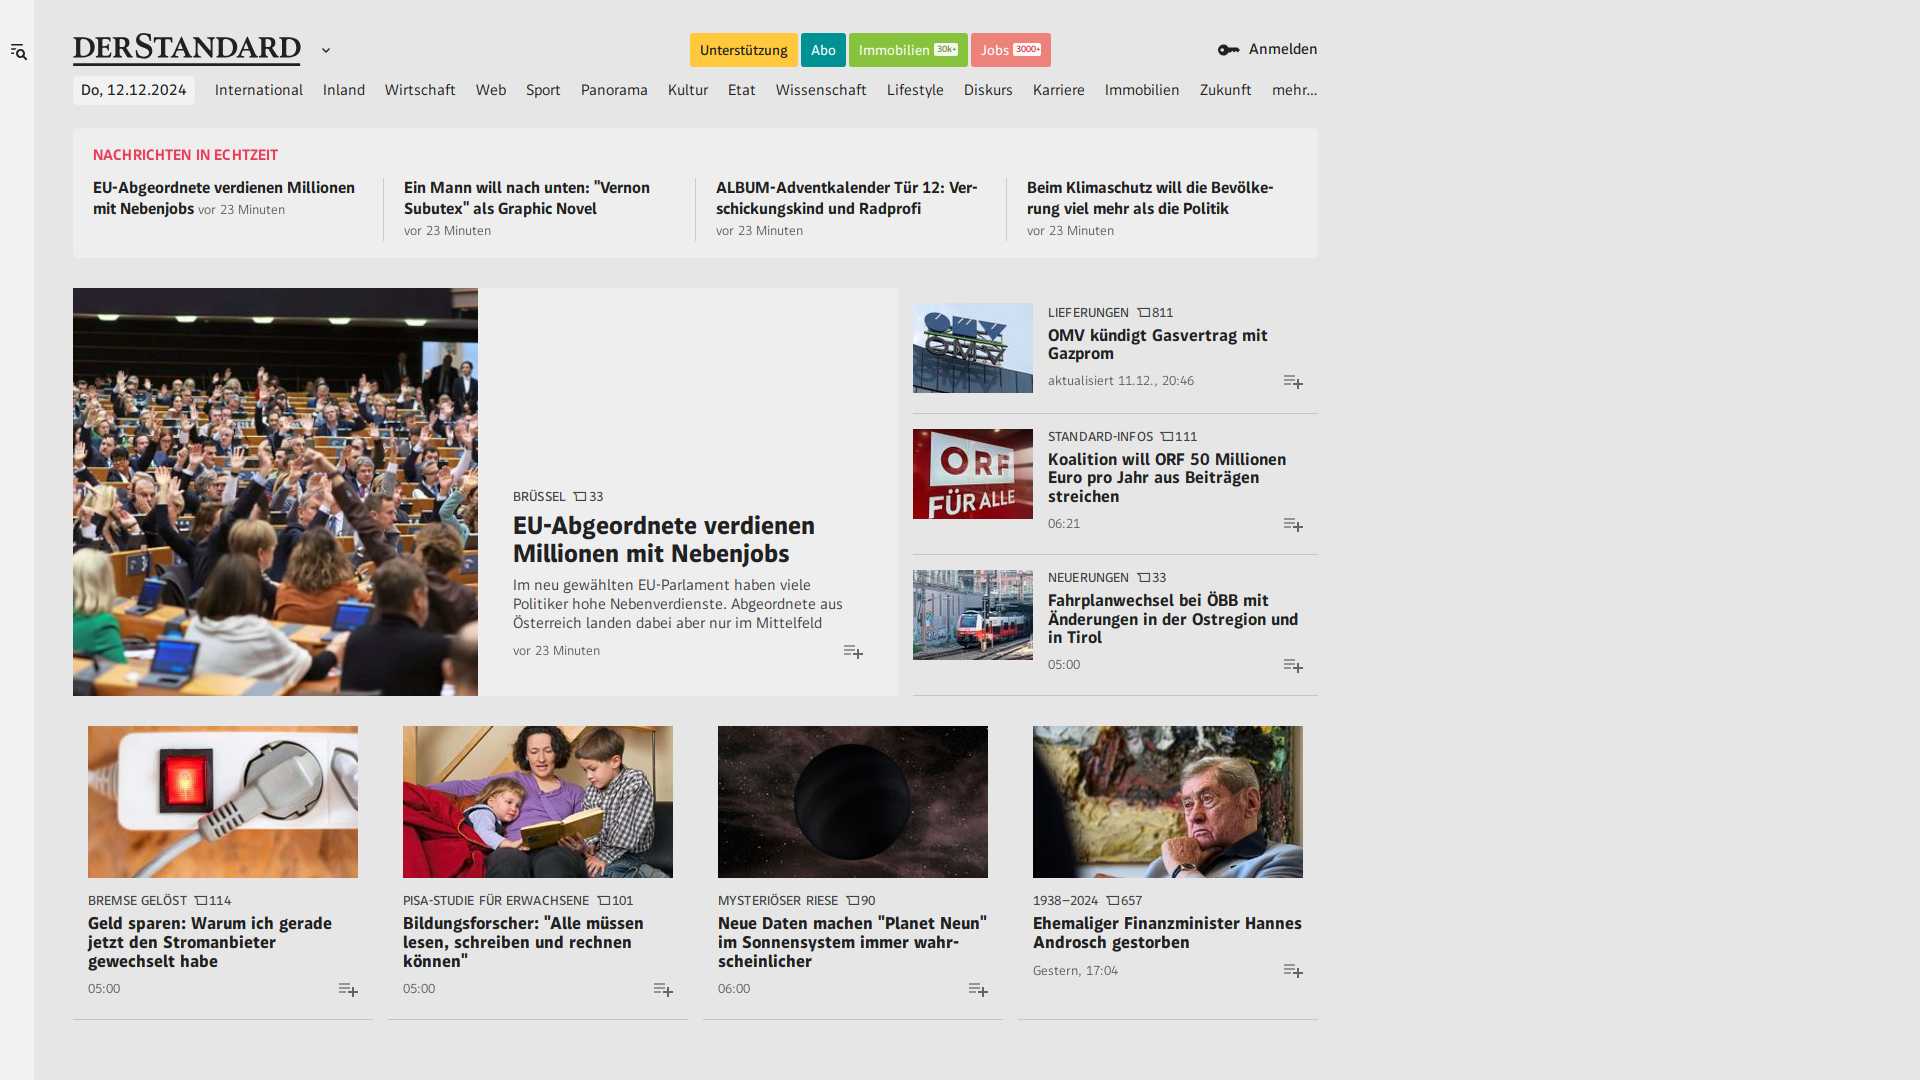 DERSTANDARD
Unterstützung
Abo
Immobilien 30k+
Jobs 3000+
Anmelden
Do, 12.12.2024
International
Inland
Wirtschaft
Web
Sport
Panorama
Kultur
Etat
Wissenschaft
Lifestyle
Diskurs
Karriere
Immobilien
Zukunft
mehr...
NACHRICHTEN IN ECHTZEIT
EU-Abgeordnete verdienen Millionen
mit Nebenjobs vor 23 Minuten
Ein Mann will nach unten: "Vernon
Subutex" als Graphic Novel
vor 23 Minuten
ALBUM-Adventkalender Tür 12: Ver-
schickungskind und Radprofi
vor 23 Minuten
Beim Klimaschutz will die Bevölke-
rung viel mehr als die Politik
vor 23 Minuten
BRÜSSEL 33
EU-Abgeordnete verdienen
Millionen mit Nebenjobs
Im neu gewählten EU-Parlament haben viele
Politiker hohe Nebenverdienste. Abgeordnete aus
Österreich landen dabei aber nur im Mittelfeld
vor 23 Minuten
OMV
LIEFERUNGEN 811
OMV kündigt Gasvertrag mit
Gazprom
aktualisiert 11.12., 20:46
ORF
FÜR ALLE
STANDARD-INFOS 111
Koalition will ORF 50 Millionen
Euro pro Jahr aus Beiträgen
streichen
06:21
NEUERUNGEN 33
Fahrplanwechsel bei ÖBB mit
Änderungen in der Ostregion und
in Tirol
05:00
BREMSE GELÖST 114
Geld sparen: Warum ich gerade
jetzt den Stromanbieter
gewechselt habe
05:00
PISA-STUDIE FÜR ERWACHSENE 101
Bildungsforscher: "Alle müssen
lesen, schreiben und rechnen
können"
05:00
MYSTERIÖSER RIESE 90
Neue Daten machen "Planet Neun"
im Sonnensystem immer wahr-
scheinlicher
06:00
1938–2024 657
Ehemaliger Finanzminister Hannes
Androsch gestorben
Gestern, 17:04